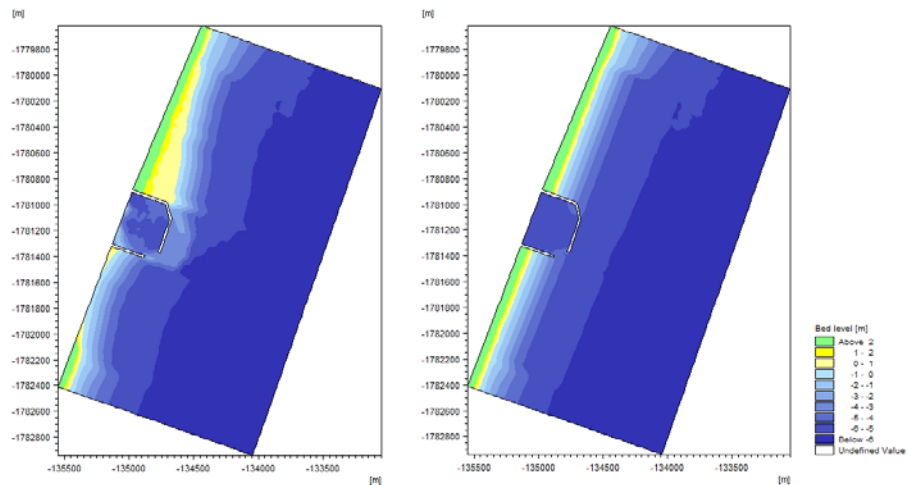 [m]
[m]
-1779800
-1779800
-1780000
-1780000
-1780200
-1780200
-1780400
-1780400
-1780600
-1780600
-1780800
-1780800
-1781000
-1781000
-1781200
-1781200
-1781400
-1781400
-1781600
-1781600
-1781800
-1781800
-1782000
-1782000
-1782200
-1782200
-1782400
-1782400
-1782600
-1782600
-1782800
-1782800
-135500 -135000 -134500 -134000 -133500
-135500 -135000 -134500 -134000 -133500
[m]
[m]
Bed level [m]
Above 2
1 - 2
0 - 1
-1 - 0
-2 - -1
-3 - -2
-4 - -3
-5 - -4
-6 - -5
Below -6
Undefined Value